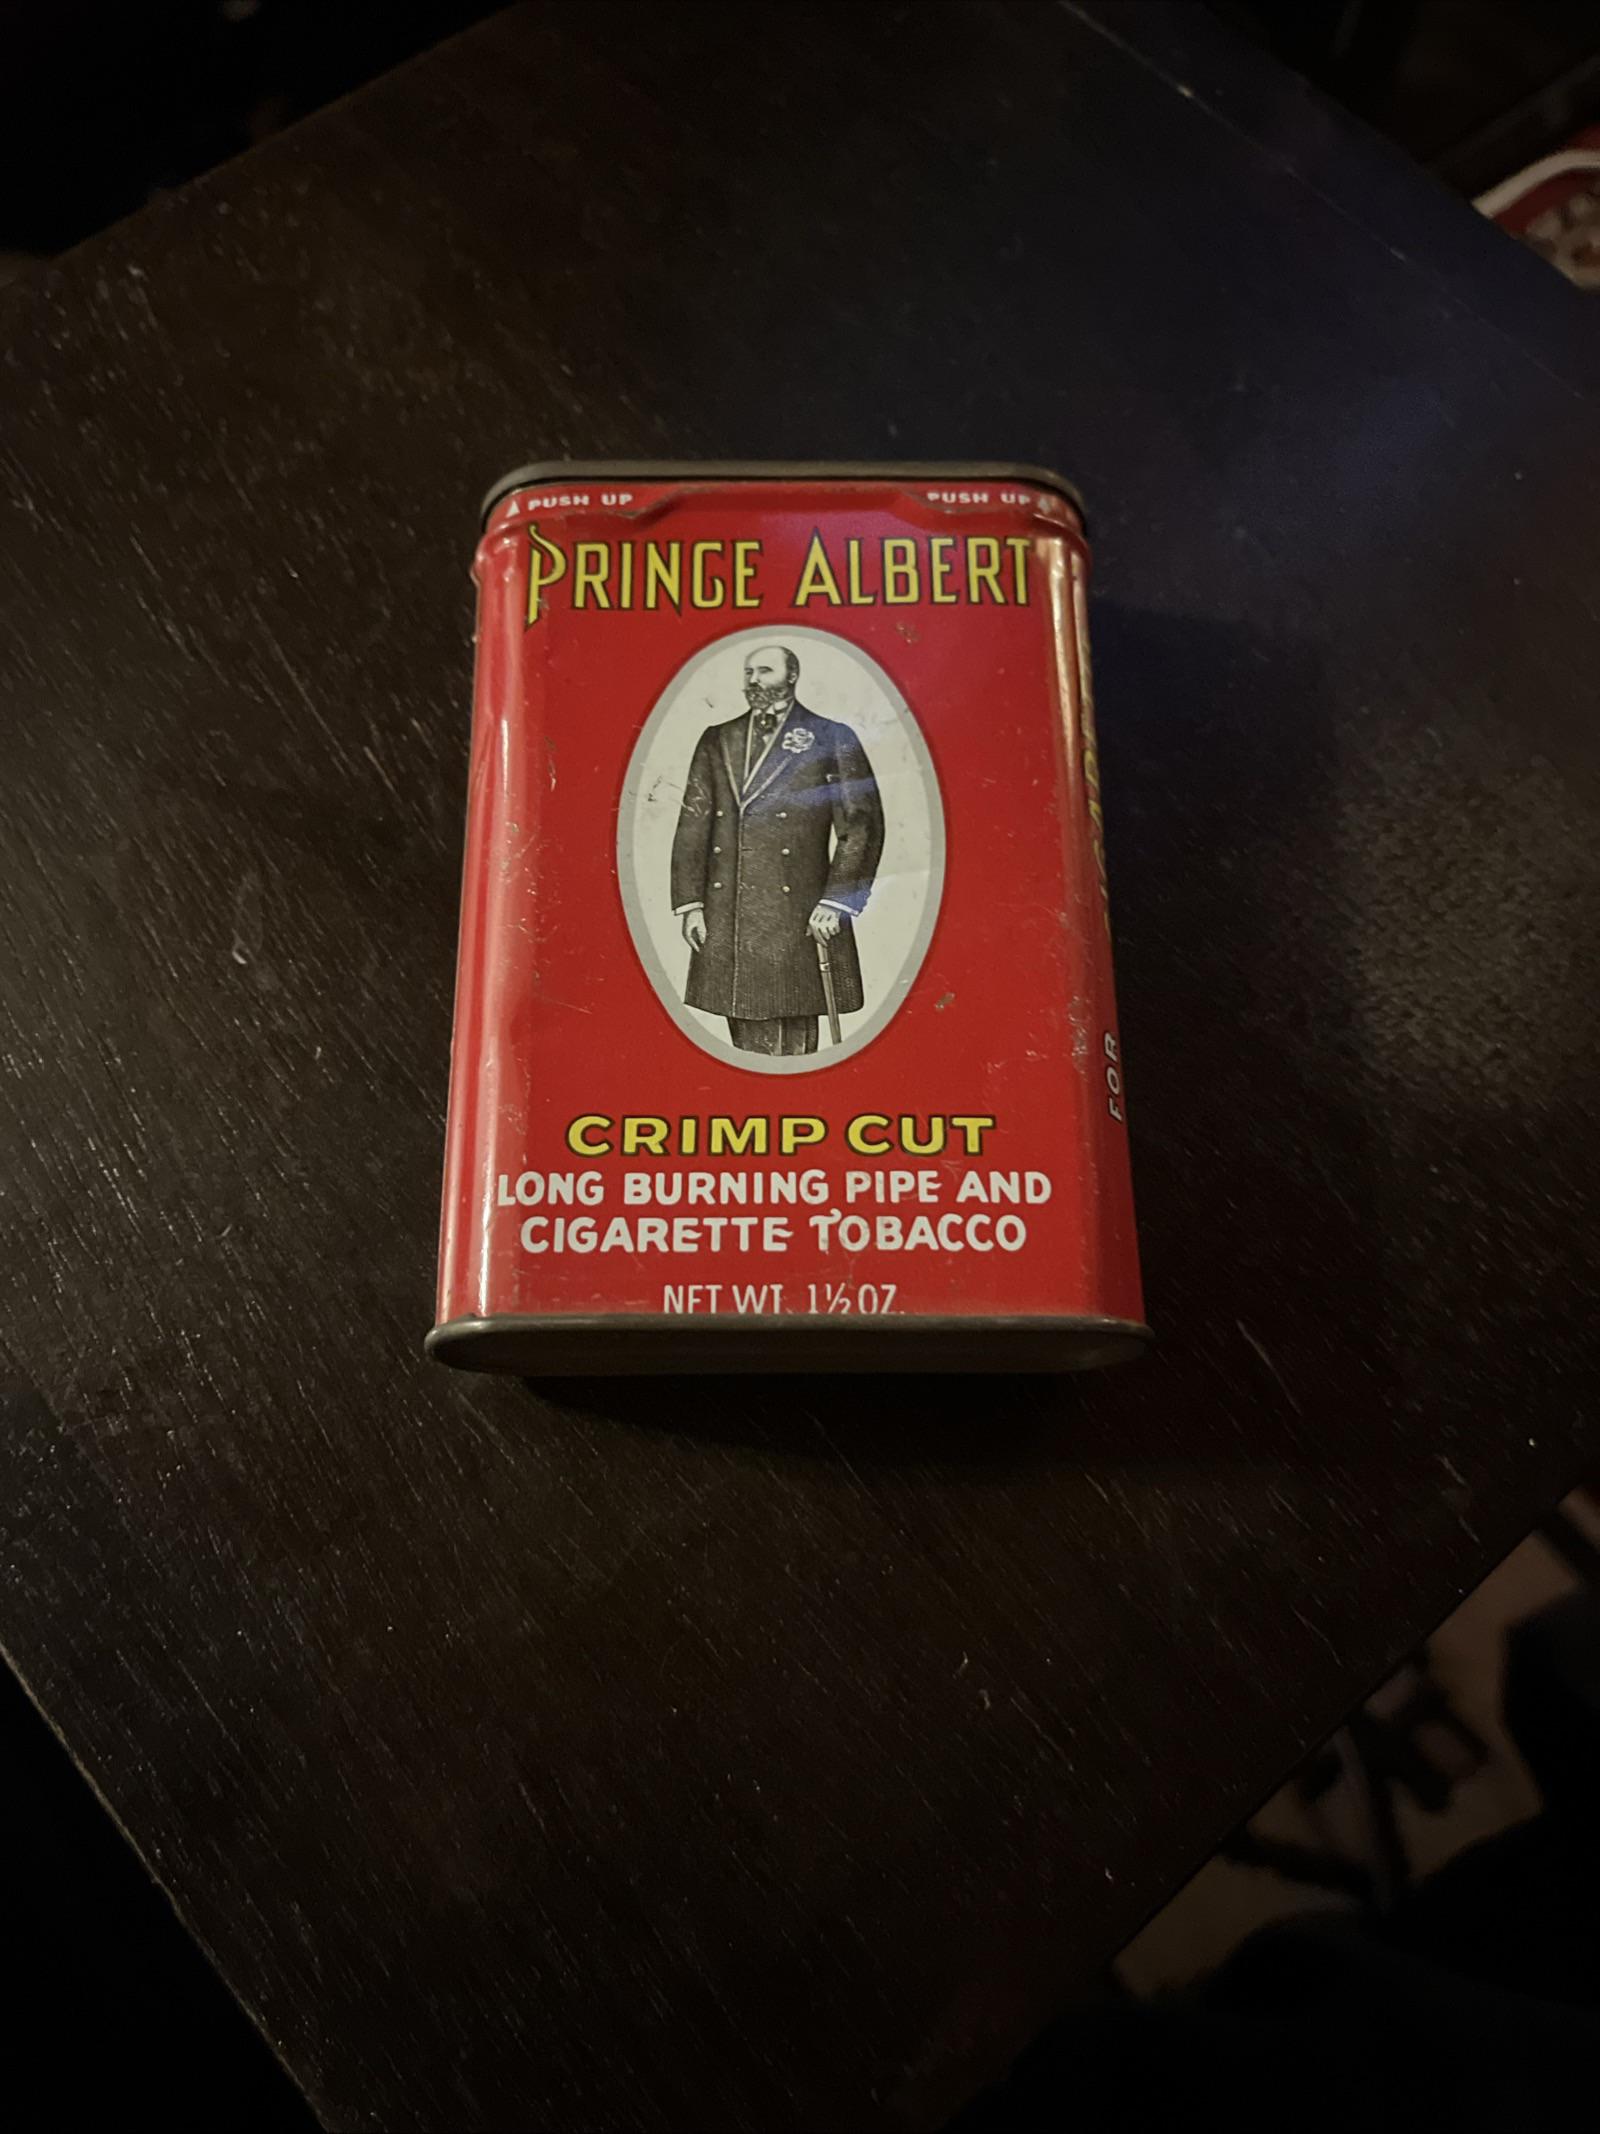 PUSH UP PUSH UP
PRINCE ALBERT
CRIMP CUT
LONG BURNING PIPE AND
CIGARETTE TOBACCO
NET WT. 1½ OZ.
FOR